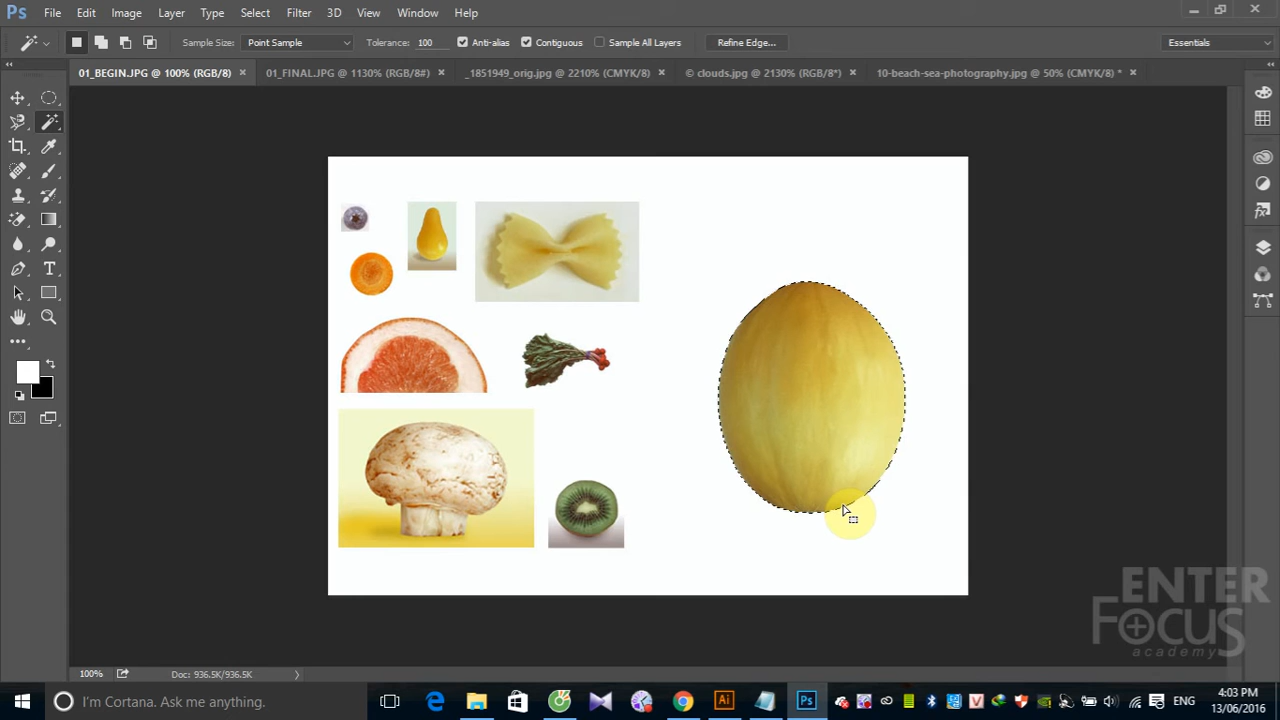 Ps File Edit Image Layer Type Select Filter 3D View Window Help
Sample Size: Point Sample Tolerance: 100 Anti-alias Contiguous Sample All Layers Refine Edge... Essentials
01_BEGIN.JPG @ 100% (RGB/8) × 01_FINAL.JPG @ 1130% (RGB/8#) × _1851949_orig.jpg @ 2210% (CMYK/8) × © clouds.jpg @ 2130% (RGB/8*) × 10-beach-sea-photography.jpg @ 50% (CMYK/8) * ×
ENTER
FOCUS
academy
100% Doc: 936.5K/936.5K
I'm Cortana. Ask me anything. Ai Ps ENG 4:03 PM
13/06/2016